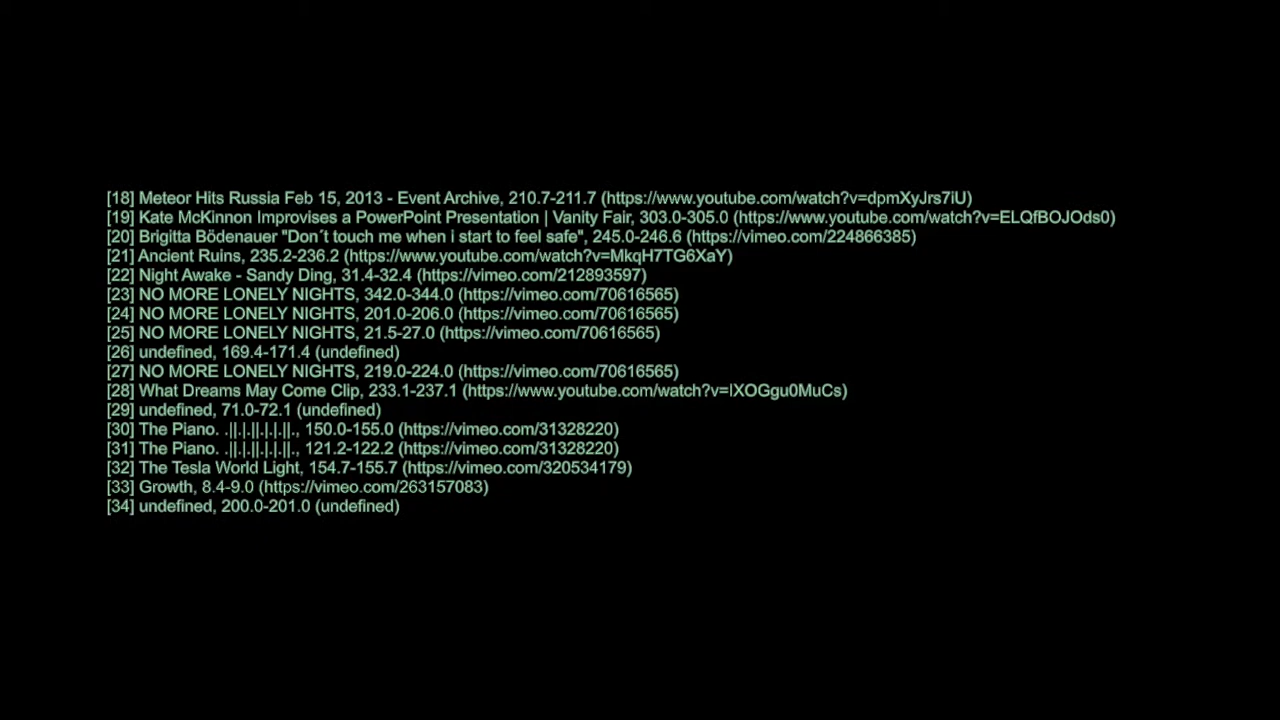 [18] Meteor Hits Russia Feb 15, 2013 - Event Archive, 210.7-211.7 (https://www.youtube.com/watch?v=dpmXyJrs7iU)
[19] Kate McKinnon Improvises a PowerPoint Presentation | Vanity Fair, 303.0-305.0 (https://www.youtube.com/watch?v=ELQfBOJOds0)
[20] Brigitta Bödenauer "Don´t touch me when i start to feel safe", 245.0-246.6 (https://vimeo.com/224866385)
[21] Ancient Ruins, 235.2-236.2 (https://www.youtube.com/watch?v=MkqH7TG6XaY)
[22] Night Awake - Sandy Ding, 31.4-32.4 (https://vimeo.com/212893597)
[23] NO MORE LONELY NIGHTS, 342.0-344.0 (https://vimeo.com/70616565)
[24] NO MORE LONELY NIGHTS, 201.0-206.0 (https://vimeo.com/70616565)
[25] NO MORE LONELY NIGHTS, 21.5-27.0 (https://vimeo.com/70616565)
[26] undefined, 169.4-171.4 (undefined)
[27] NO MORE LONELY NIGHTS, 219.0-224.0 (https://vimeo.com/70616565)
[28] What Dreams May Come Clip, 233.1-237.1 (https://www.youtube.com/watch?v=lXOGgu0MuCs)
[29] undefined, 71.0-72.1 (undefined)
[30] The Piano. .||.|.||.|.|.||., 150.0-155.0 (https://vimeo.com/31328220)
[31] The Piano. .||.|.||.|.|.||., 121.2-122.2 (https://vimeo.com/31328220)
[32] The Tesla World Light, 154.7-155.7 (https://vimeo.com/320534179)
[33] Growth, 8.4-9.0 (https://vimeo.com/263157083)
[34] undefined, 200.0-201.0 (undefined)